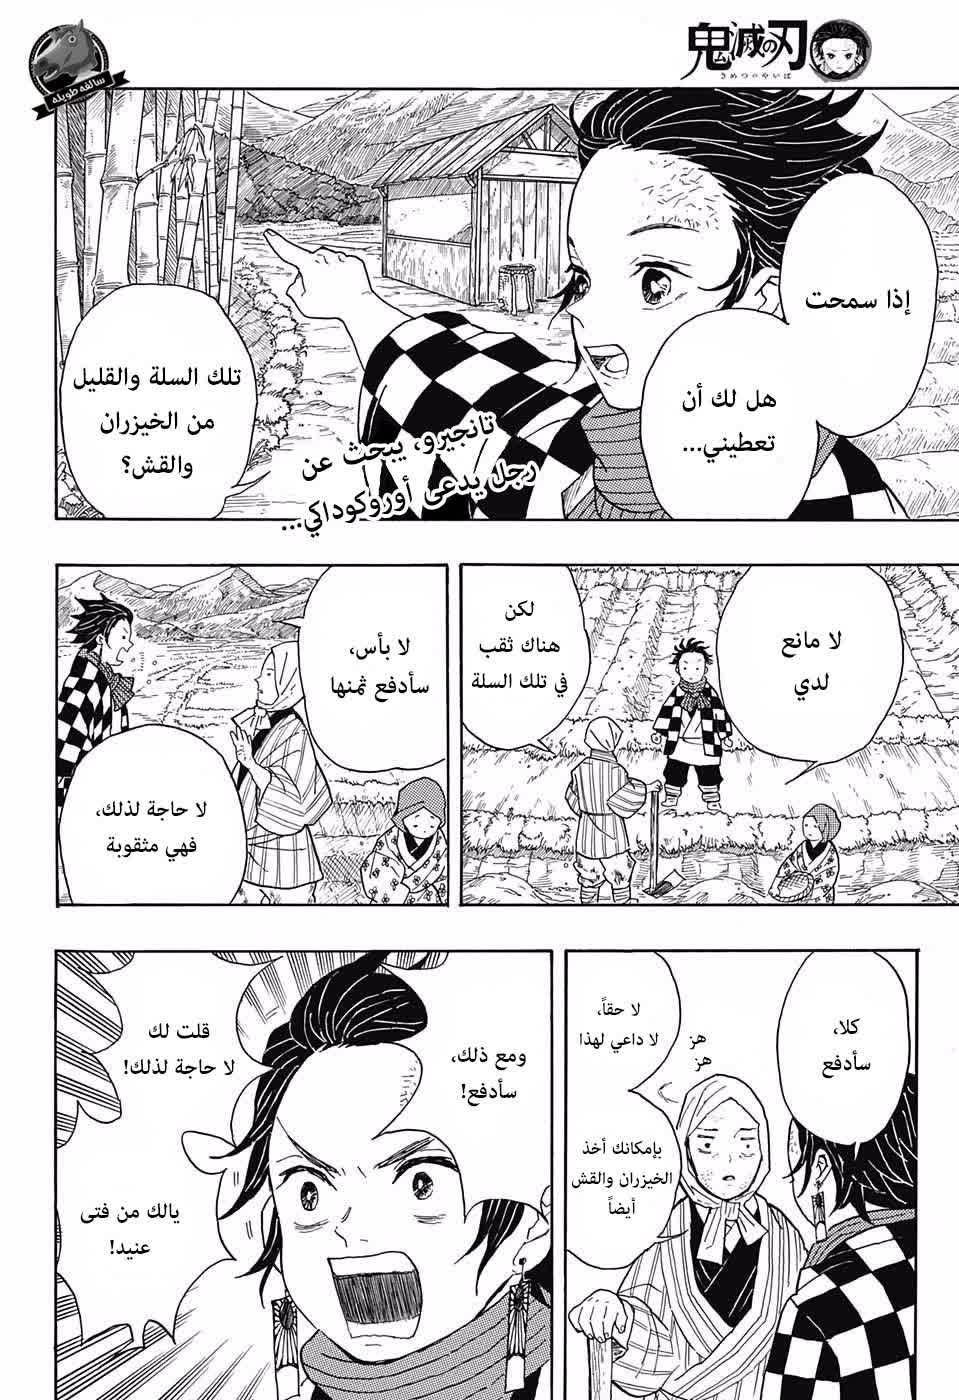 سالفه طويله
鬼滅の刃
きめつのやいば
إذا سمحت
هل لك أن
تعطيني...
تلك السلة والقليل
من الخيزران
والقش؟
تانجيرو، يبحث عن
رجل يدعى أوروكوداكي...
لا مانع
لدي
لكن
هناك ثقب
في تلك السلة
لا بأس،
سأدفع ثمنها
لا حاجة لذلك،
فهي مثقوبة
كلا،
سأدفع
لا حقاً،
لا داعي لهذا
هز
هز
بإمكانك أخذ
الخيزران والقش
أيضاً
ومع ذلك،
سأدفع!
قلت لك
لا حاجة لذلك!
يالك من فتى
عنيد!